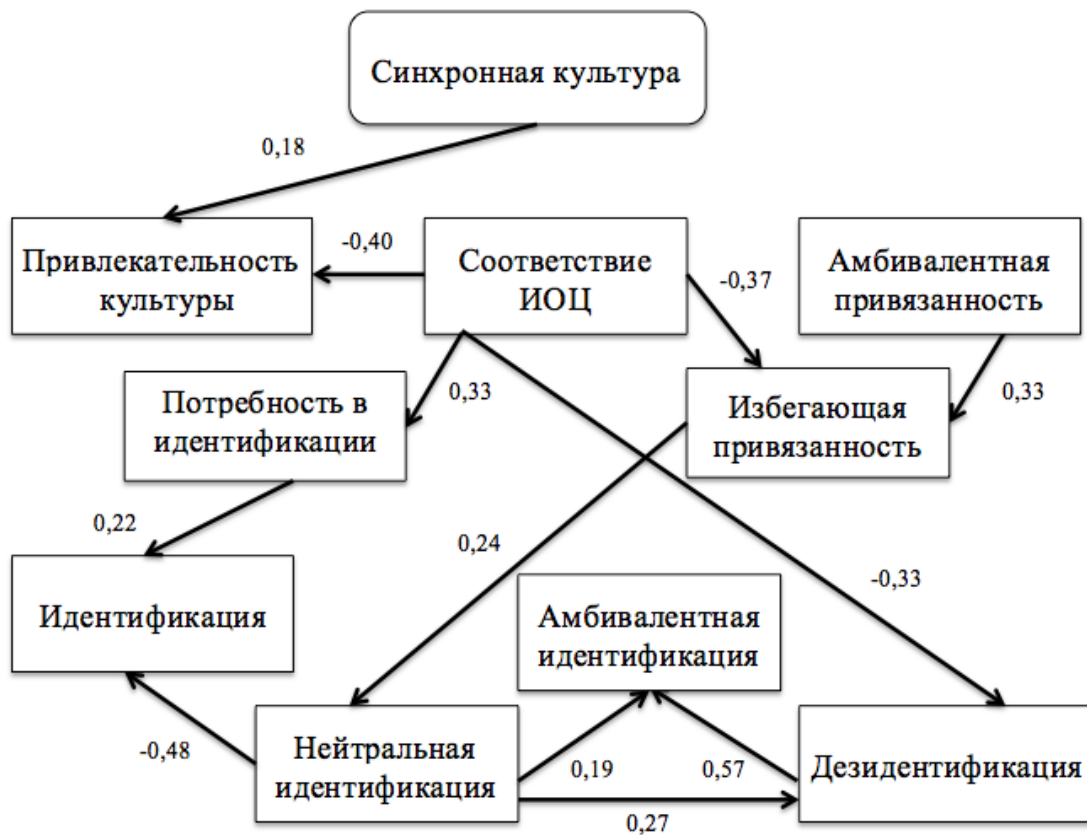 Синхронная культура
0,18
Привлекательность
культуры
-0,40
Соответствие
ИОЦ
-0,37
Амбивалентная
привязанность
Потребность в
идентификации
0,33
Избегающая
привязанность
0,33
0,22
0,24
-0,33
Идентификация
Амбивалентная
идентификация
-0,48
Нейтральная
идентификация
0,19
0,57
Дезидентификация
0,27